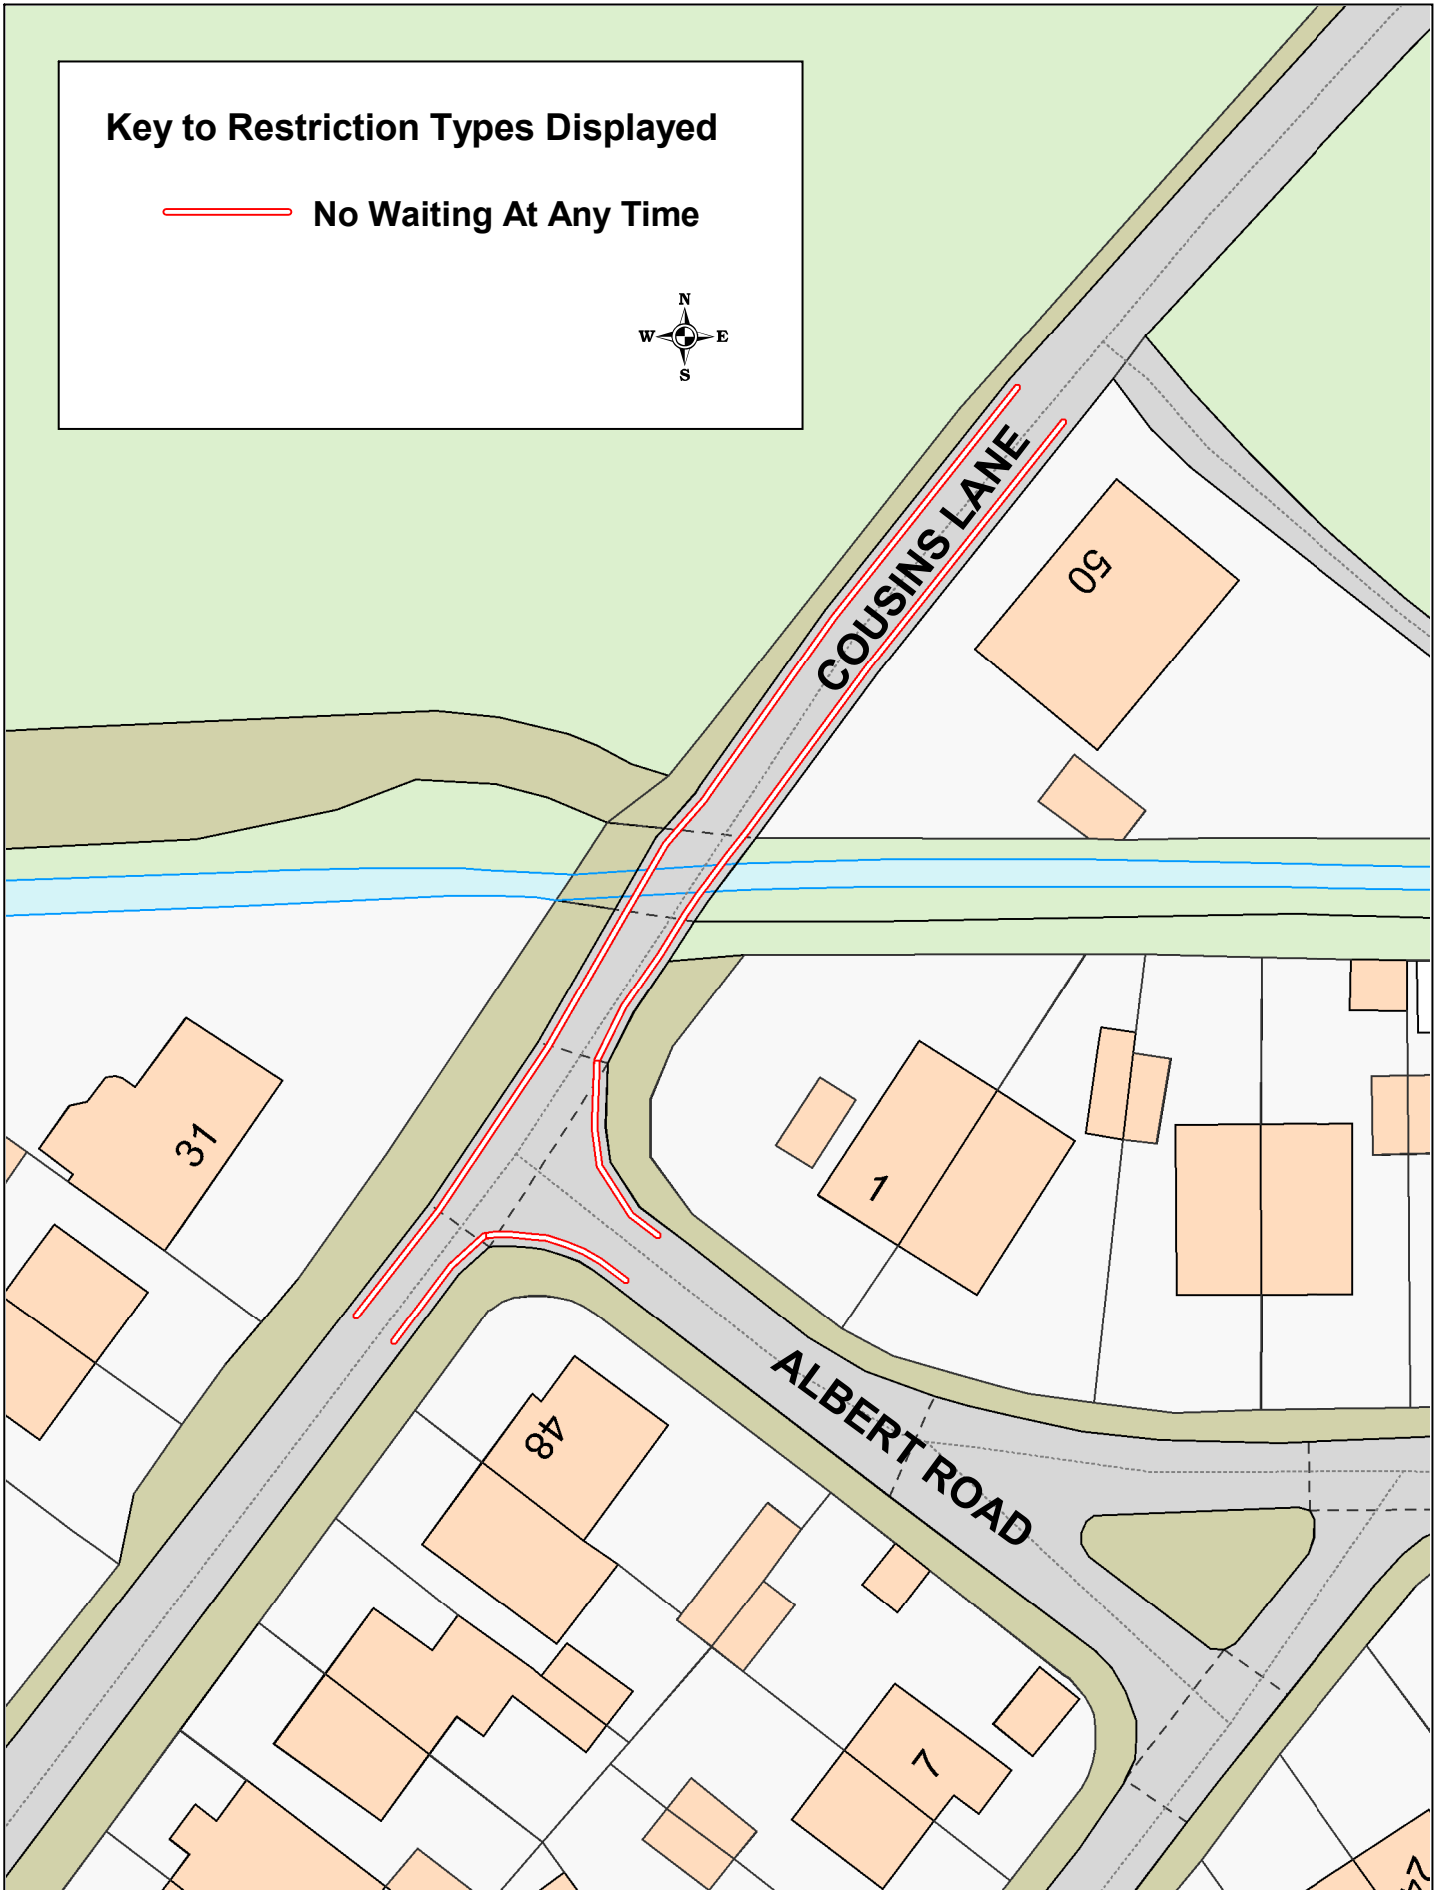 Key to Restriction Types Displayed
No Waiting At Any Time
N
W E
S
COUSINS LANE
50
31
1
48
ALBERT ROAD
7